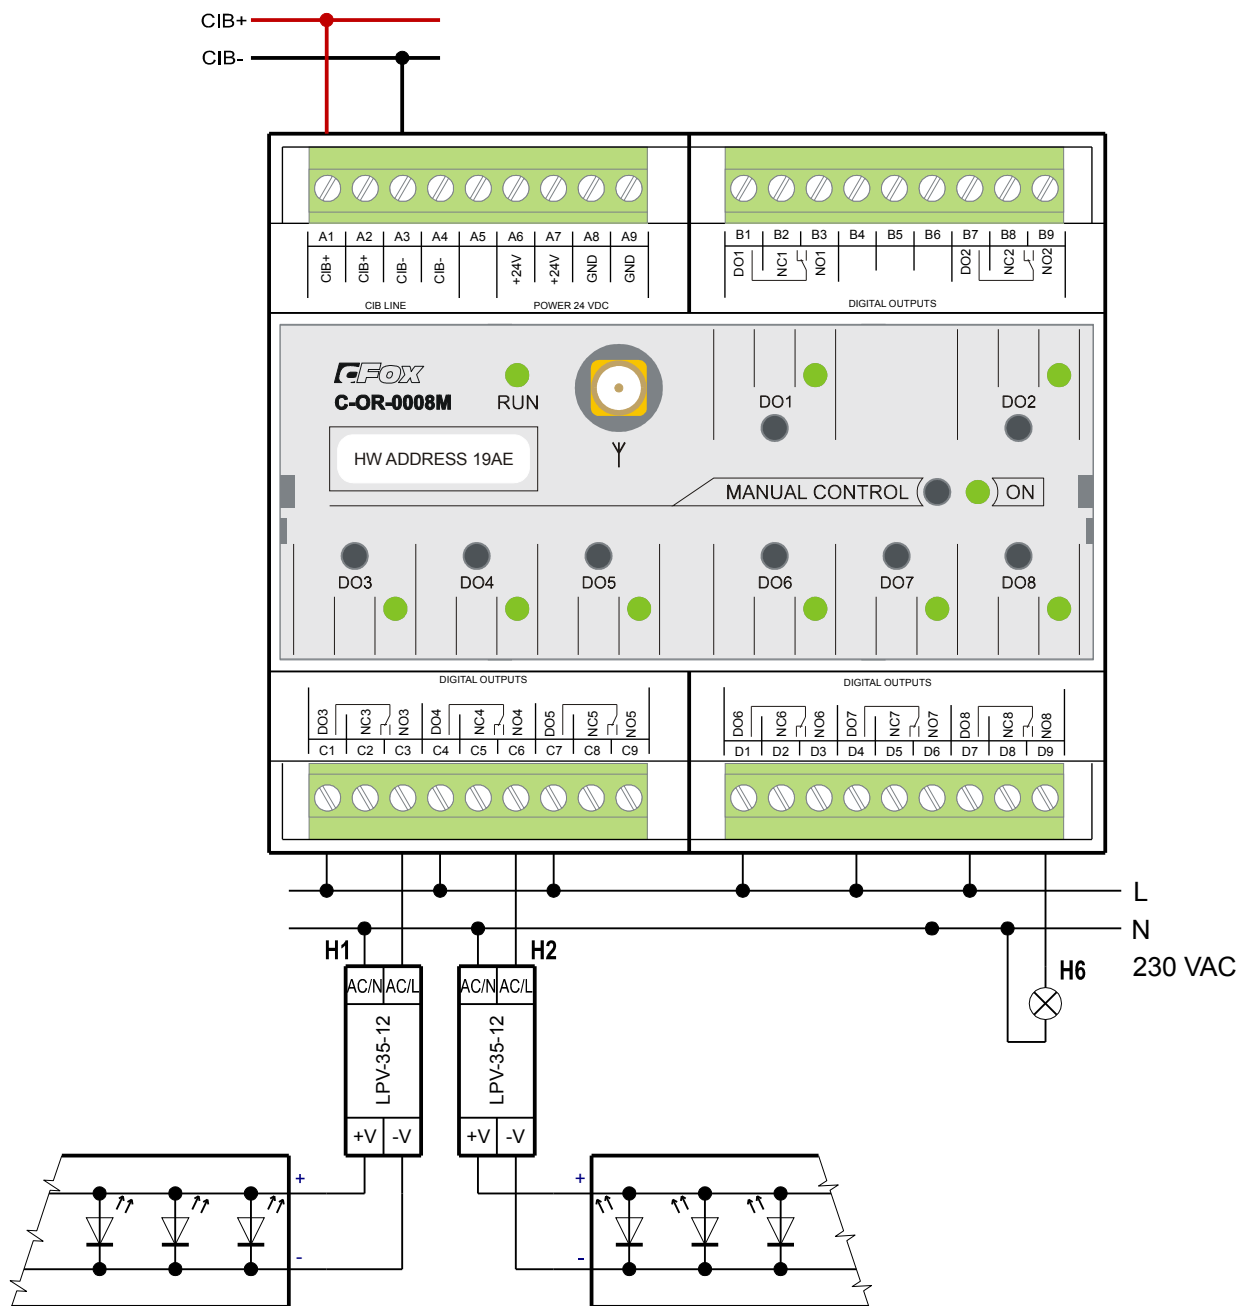 CIB+
CIB-
A1 A2 A3 A4 A5 A6 A7 A8 A9
CIB+ CIB+ CIB- CIB- +24V +24V GND GND
CIB LINE POWER 24 VDC
B1 B2 B3 B4 B5 B6 B7 B8 B9
DO1 NC1 NO1 DO2 NC2 NO2
DIGITAL OUTPUTS
CFOX
C-OR-0008M
RUN
HW ADDRESS 19AE
DO1 DO2
MANUAL CONTROL ON
DO3 DO4 DO5 DO6 DO7 DO8
DIGITAL OUTPUTS
DO3 NC3 NO3 DO4 NC4 NO4 DO5 NC5 NO5
C1 C2 C3 C4 C5 C6 C7 C8 C9
DIGITAL OUTPUTS
DO6 NC6 NO6 DO7 NC7 NO7 DO8 NC8 NO8
D1 D2 D3 D4 D5 D6 D7 D8 D9
L
N
230 VAC
H1 H2 H6
AC/N AC/L
LPV-35-12
+V -V
AC/N AC/L
LPV-35-12
+V -V
+ +
- -